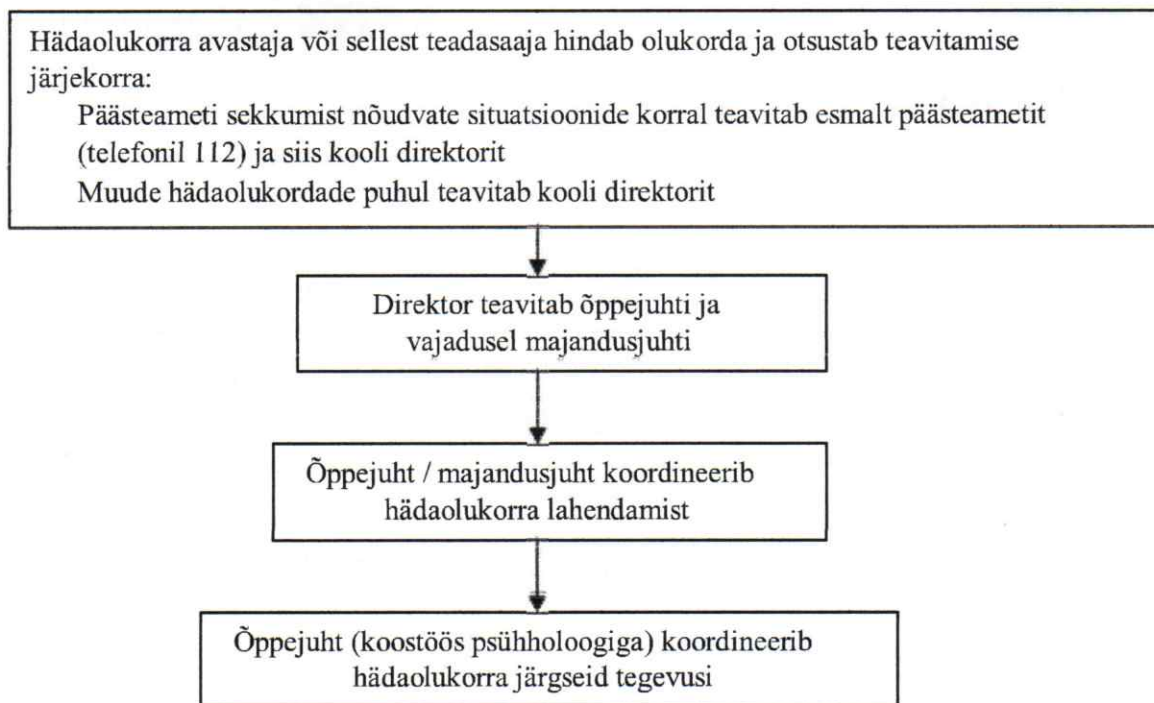 Hädaolukorra avastaja või sellest teadasaaja hindab olukorda ja otsustab teavitamise
järjekorra:
Päästeameti sekkumist nõudvate situatsioonide korral teavitab esmalt päästeametit
(telefonil 112) ja siis kooli direktorit
Muude hädaolukordade puhul teavitab kooli direktorit
Direktor teavitab õppejuhti ja
vajadusel majandusjuhti
Õppejuht / majandusjuht koordineerib
hädaolukorra lahendamist
Õppejuht (koostöös psühholoogiga) koordineerib
hädaolukorra järgseid tegevusi